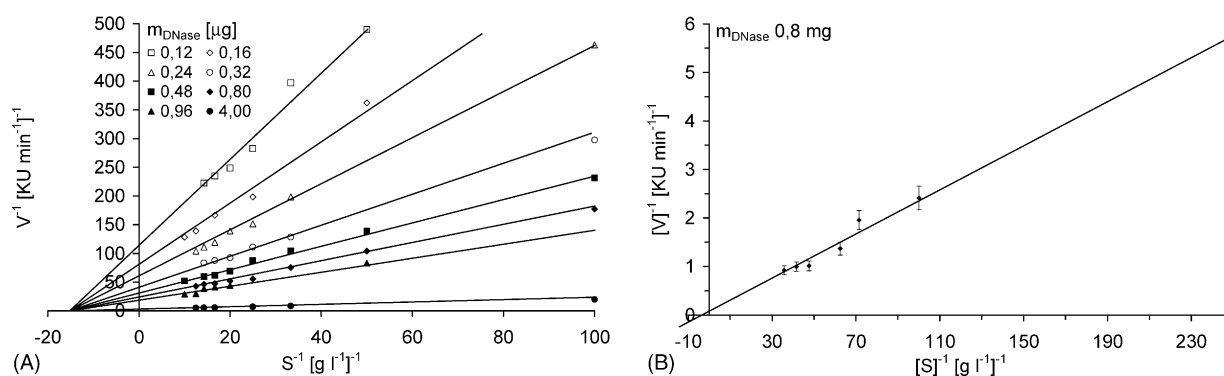 500
450
400
350
300
250
200
150
100
50
0
V⁻¹ [KU min⁻¹]⁻¹
m_DNase [µg]
□ 0,12 ◇ 0,16
△ 0,24 ○ 0,32
■ 0,48 ◆ 0,80
▲ 0,96 ● 4,00
-20 0 20 40 60 80 100
(A)
S⁻¹ [g l⁻¹]⁻¹
6
5
4
3
2
1
0
[V]⁻¹ [KU min⁻¹]⁻¹
m_DNase 0,8 mg
-10 30 70 110 150 190 230
(B)
[S]⁻¹ [g l⁻¹]⁻¹